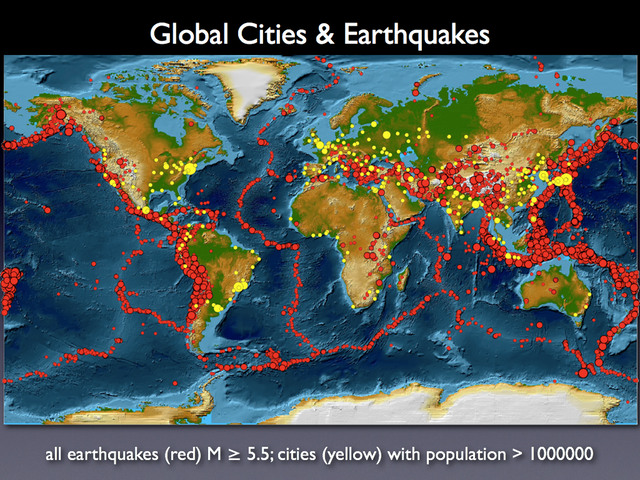 Global Cities & Earthquakes
all earthquakes (red) M ≥ 5.5; cities (yellow) with population > 1000000